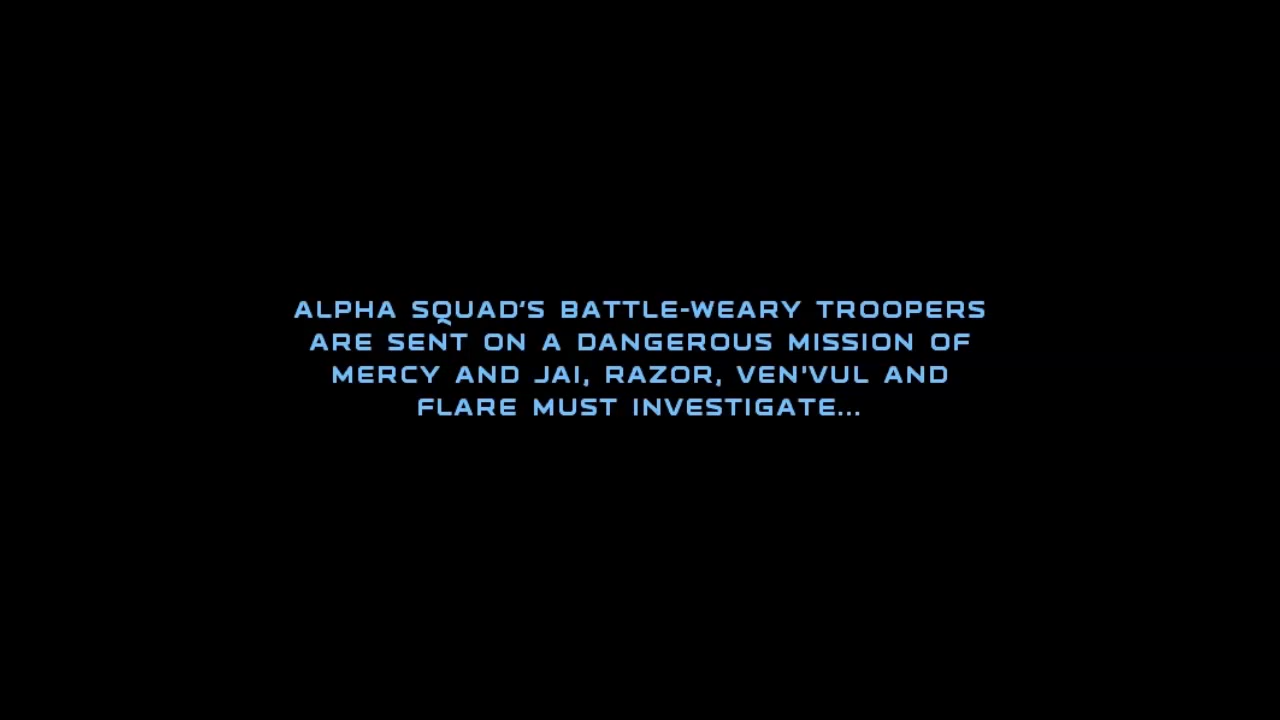 ALPHA SQUAD'S BATTLE-WEARY TROOPERS
ARE SENT ON A DANGEROUS MISSION OF
MERCY AND JAI, RAZOR, VEN'VUL AND
FLARE MUST INVESTIGATE...